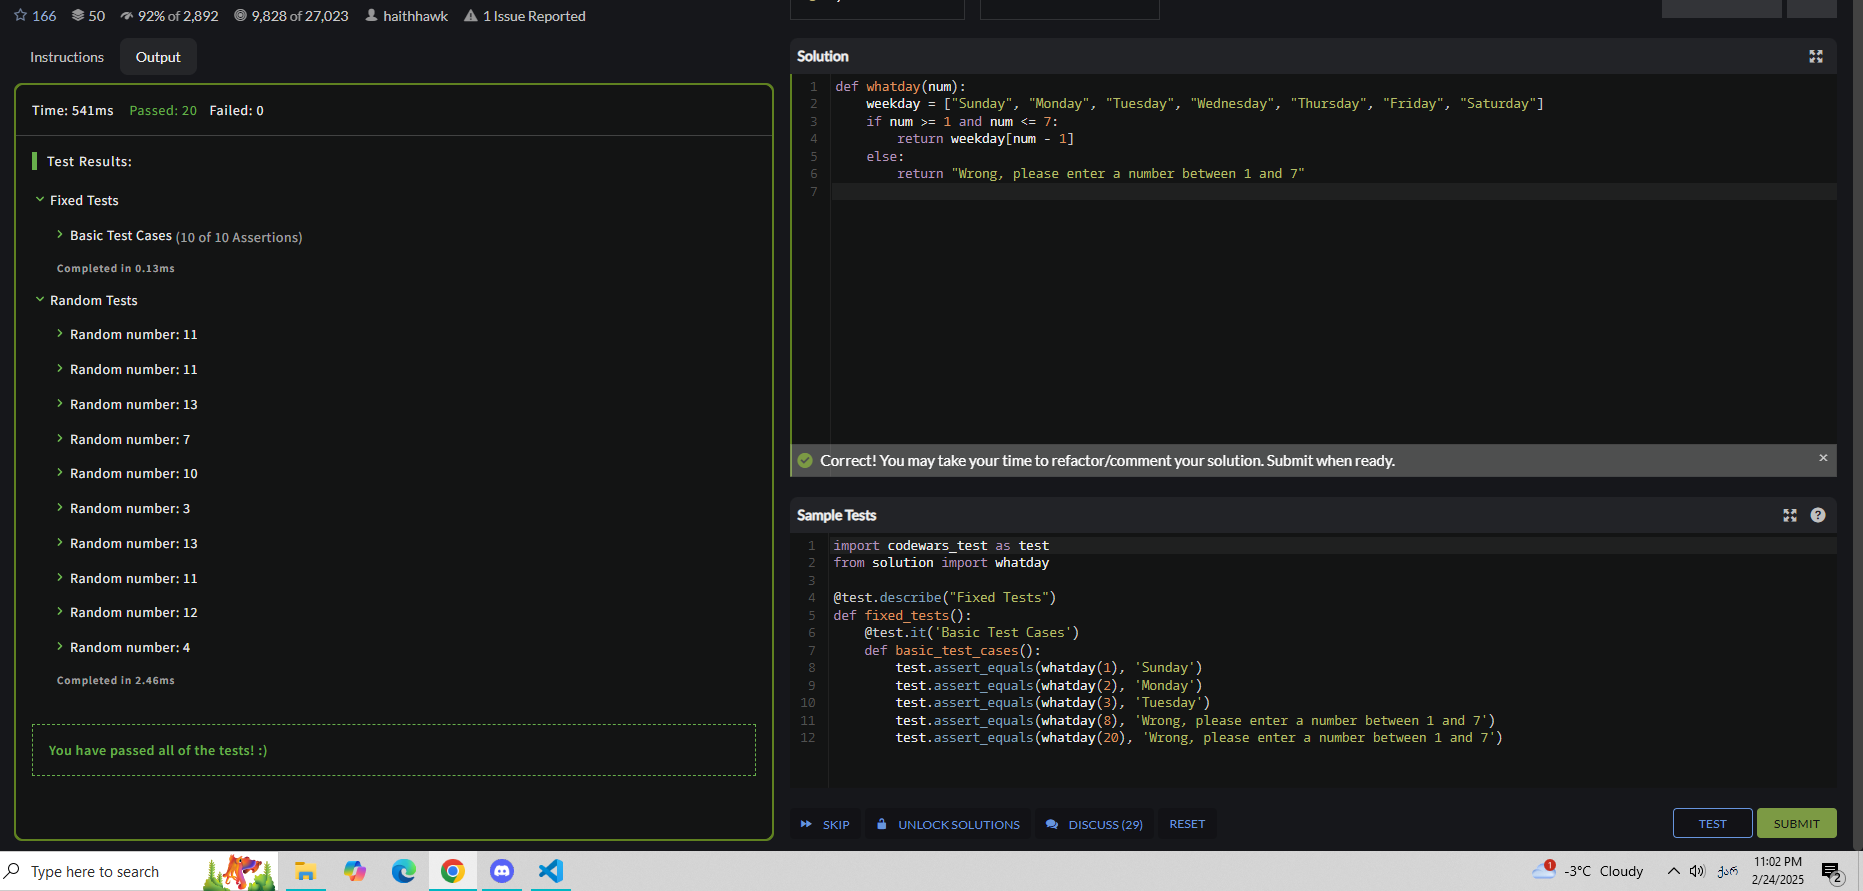 166 50 92% of 2,892 9,828 of 27,023 haithhawk 1 Issue Reported
Instructions Output
Time: 541ms Passed: 20 Failed: 0
Test Results:
Fixed Tests
Basic Test Cases (10 of 10 Assertions)
Completed in 0.13ms
Random Tests
Random number: 11
Random number: 11
Random number: 13
Random number: 7
Random number: 10
Random number: 3
Random number: 13
Random number: 11
Random number: 12
Random number: 4
Completed in 2.46ms
You have passed all of the tests! :)
Solution
1 def whatday(num):
2     weekday = ["Sunday", "Monday", "Tuesday", "Wednesday", "Thursday", "Friday", "Saturday"]
3     if num >= 1 and num <= 7:
4         return weekday[num - 1]
5     else:
6         return "Wrong, please enter a number between 1 and 7"
7
Correct! You may take your time to refactor/comment your solution. Submit when ready.
Sample Tests
1 import codewars_test as test
2 from solution import whatday
3
4 @test.describe("Fixed Tests")
5 def fixed_tests():
6     @test.it('Basic Test Cases')
7     def basic_test_cases():
8         test.assert_equals(whatday(1), 'Sunday')
9         test.assert_equals(whatday(2), 'Monday')
10         test.assert_equals(whatday(3), 'Tuesday')
11         test.assert_equals(whatday(8), 'Wrong, please enter a number between 1 and 7')
12         test.assert_equals(whatday(20), 'Wrong, please enter a number between 1 and 7')
SKIP UNLOCK SOLUTIONS DISCUSS (29) RESET TEST SUBMIT
Type here to search
1 -3°C Cloudy ქარ 11:02 PM
2/24/2025 2